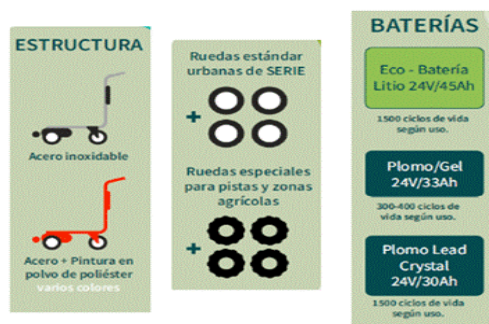 ESTRUCTURA
Acero inoxidable
Acero + Pintura en
polvo de poliéster
varios colores
Ruedas estándar
urbanas de SERIE
+
Ruedas especiales
para pistas y zonas
agrícolas
+
BATERÍAS
Eco - Batería
Litio 24V/45Ah
1500 ciclos de vida
según uso.
Plomo/Gel
24V/33Ah
300-400 ciclos de
vida según uso.
Plomo Lead
Crystal
24V/30Ah
1500 ciclos de vida
según uso.